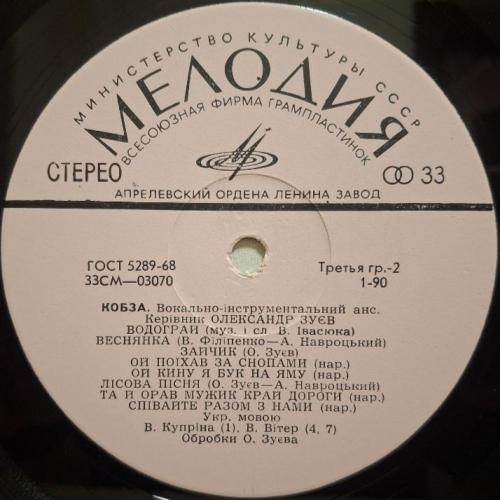 МИНИСТЕРСТВО КУЛЬТУРЫ СССР
МЕЛОДИЯ
ВСЕСОЮЗНАЯ ФИРМА ГРАМПЛАСТИНОК
СТЕРЕО 33
АПРЕЛЕВСКИЙ ОРДЕНА ЛЕНИНА ЗАВОД
ГОСТ 5289-68 Третья гр.-2
33СМ—03070 1-90
КОБЗА. Вокально-інструментальний анс.
Керівник ОЛЕКСАНДР ЗУЄВ
ВОДОГРАИ (муз. і сл. В. Івасюка)
ВЕСНЯНКА (В. Філіпенко—А. Навроцький)
ЗАЙЧИК (О. Зуєв)
ОЙ ПОЇХАВ ЗА СНОПАМИ (нар.)
ОЙ КИНУ Я БУК НА ЯМУ (нар.)
ЛІСОВА ПІСНЯ (О. Зуєв—А. Навроцький)
ТА Й ОРАВ МУЖИК КРАЙ ДОРОГИ (нар.)
СПІВАЙТЕ РАЗОМ З НАМИ (нар.)
Укр. мовою
В. Купріна (1), В. Вітер (4, 7)
Обробки О. Зуєва